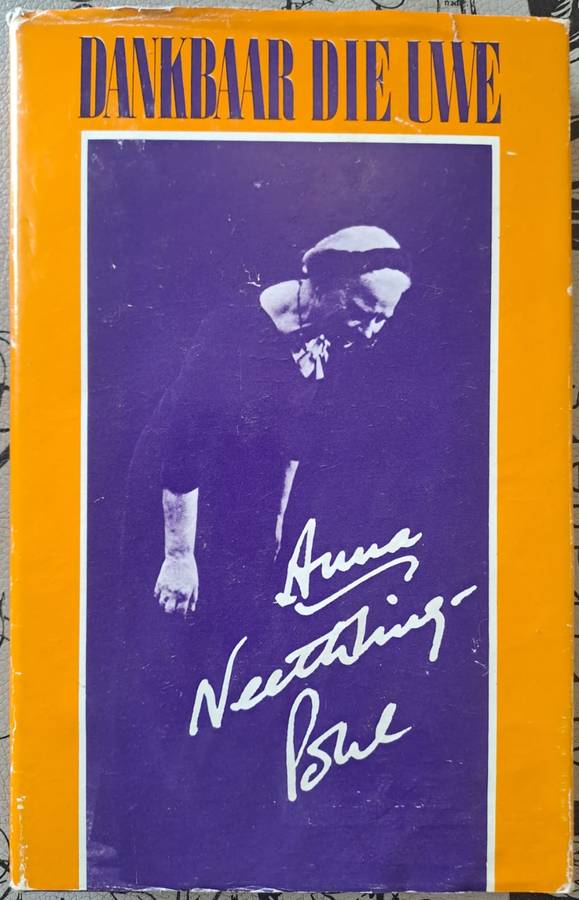 DANKBAAR DIE UWE
Anna
Neethling-
Pohl